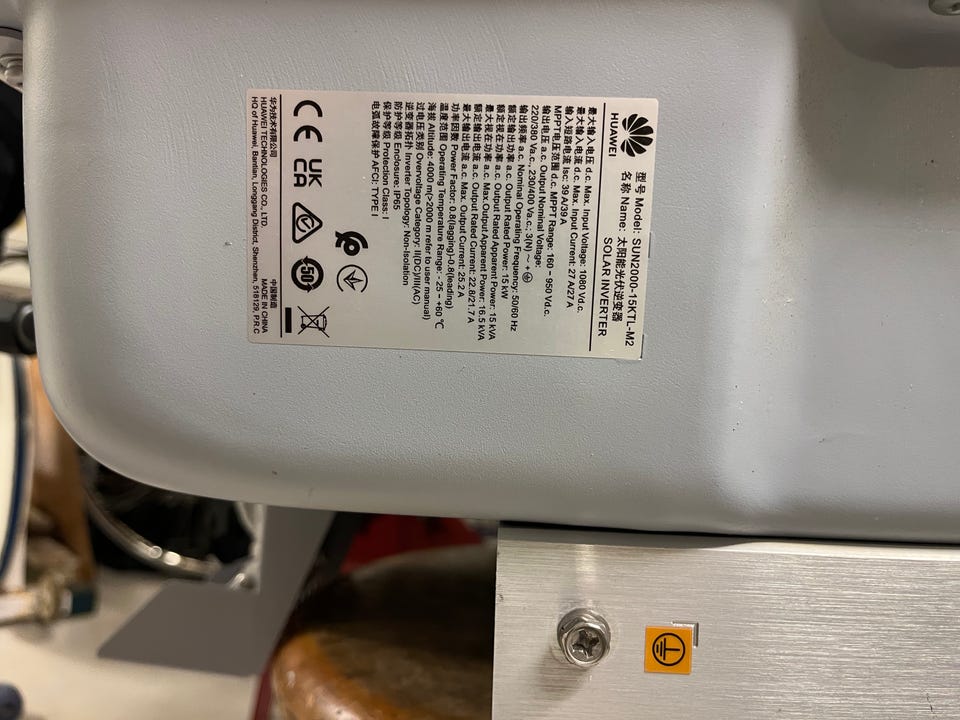 HUAWEI
型号 Model: SUN2000-15KTL-M2
名称 Name: 太阳能光伏逆变器
SOLAR INVERTER
最大输入电压 d.c. Max. Input Voltage: 1080 Vd.c.
最大输入电流 d.c. Max. Input Current: 27 A/27 A
输入短路电流 Isc: 39 A/39 A
MPPT电压范围 d.c. MPPT Range: 160 ~ 950 Vd.c.
输出电压 a.c. Output Nominal Voltage:
220/380 Va.c., 230/400 Va.c.; 3(N)～ +
输出频率 a.c. Nominal Operating Frequency: 50/60 Hz
额定输出功率 a.c. Output Rated Power: 15 kW
额定视在功率 a.c. Output Rated Apparent Power: 15 kVA
最大视在功率 a.c. Max.Output Apparent Power: 16.5 kVA
额定输出电流 a.c. Output Rated Current: 22.8/21.7 A
最大输出电流 a.c. Max. Output Current: 25.2 A
功率因数 Power Factor: 0.8(lagging)-0.8(leading)
温度范围 Operating Temperature Range: - 25 ~ +60 ℃
海拔 Altitude: 4000 m(>2000 m refer to user manual)
过电压类别 Overvoltage Category: II(DC)/III(AC)
逆变器拓扑 Inverter Topology: Non-Isolation
防护等级 Enclosure: IP65
保护等级 Protection Class: I
电弧故障保护 AFCI: TYPE I
CE
UK
CA
50
华为技术有限公司 中国制造
HUAWEI TECHNOLOGIES CO., LTD. MADE IN CHINA
HQ of Huawei, Bantian, Longgang District, Shenzhen, 518129, P.R.C